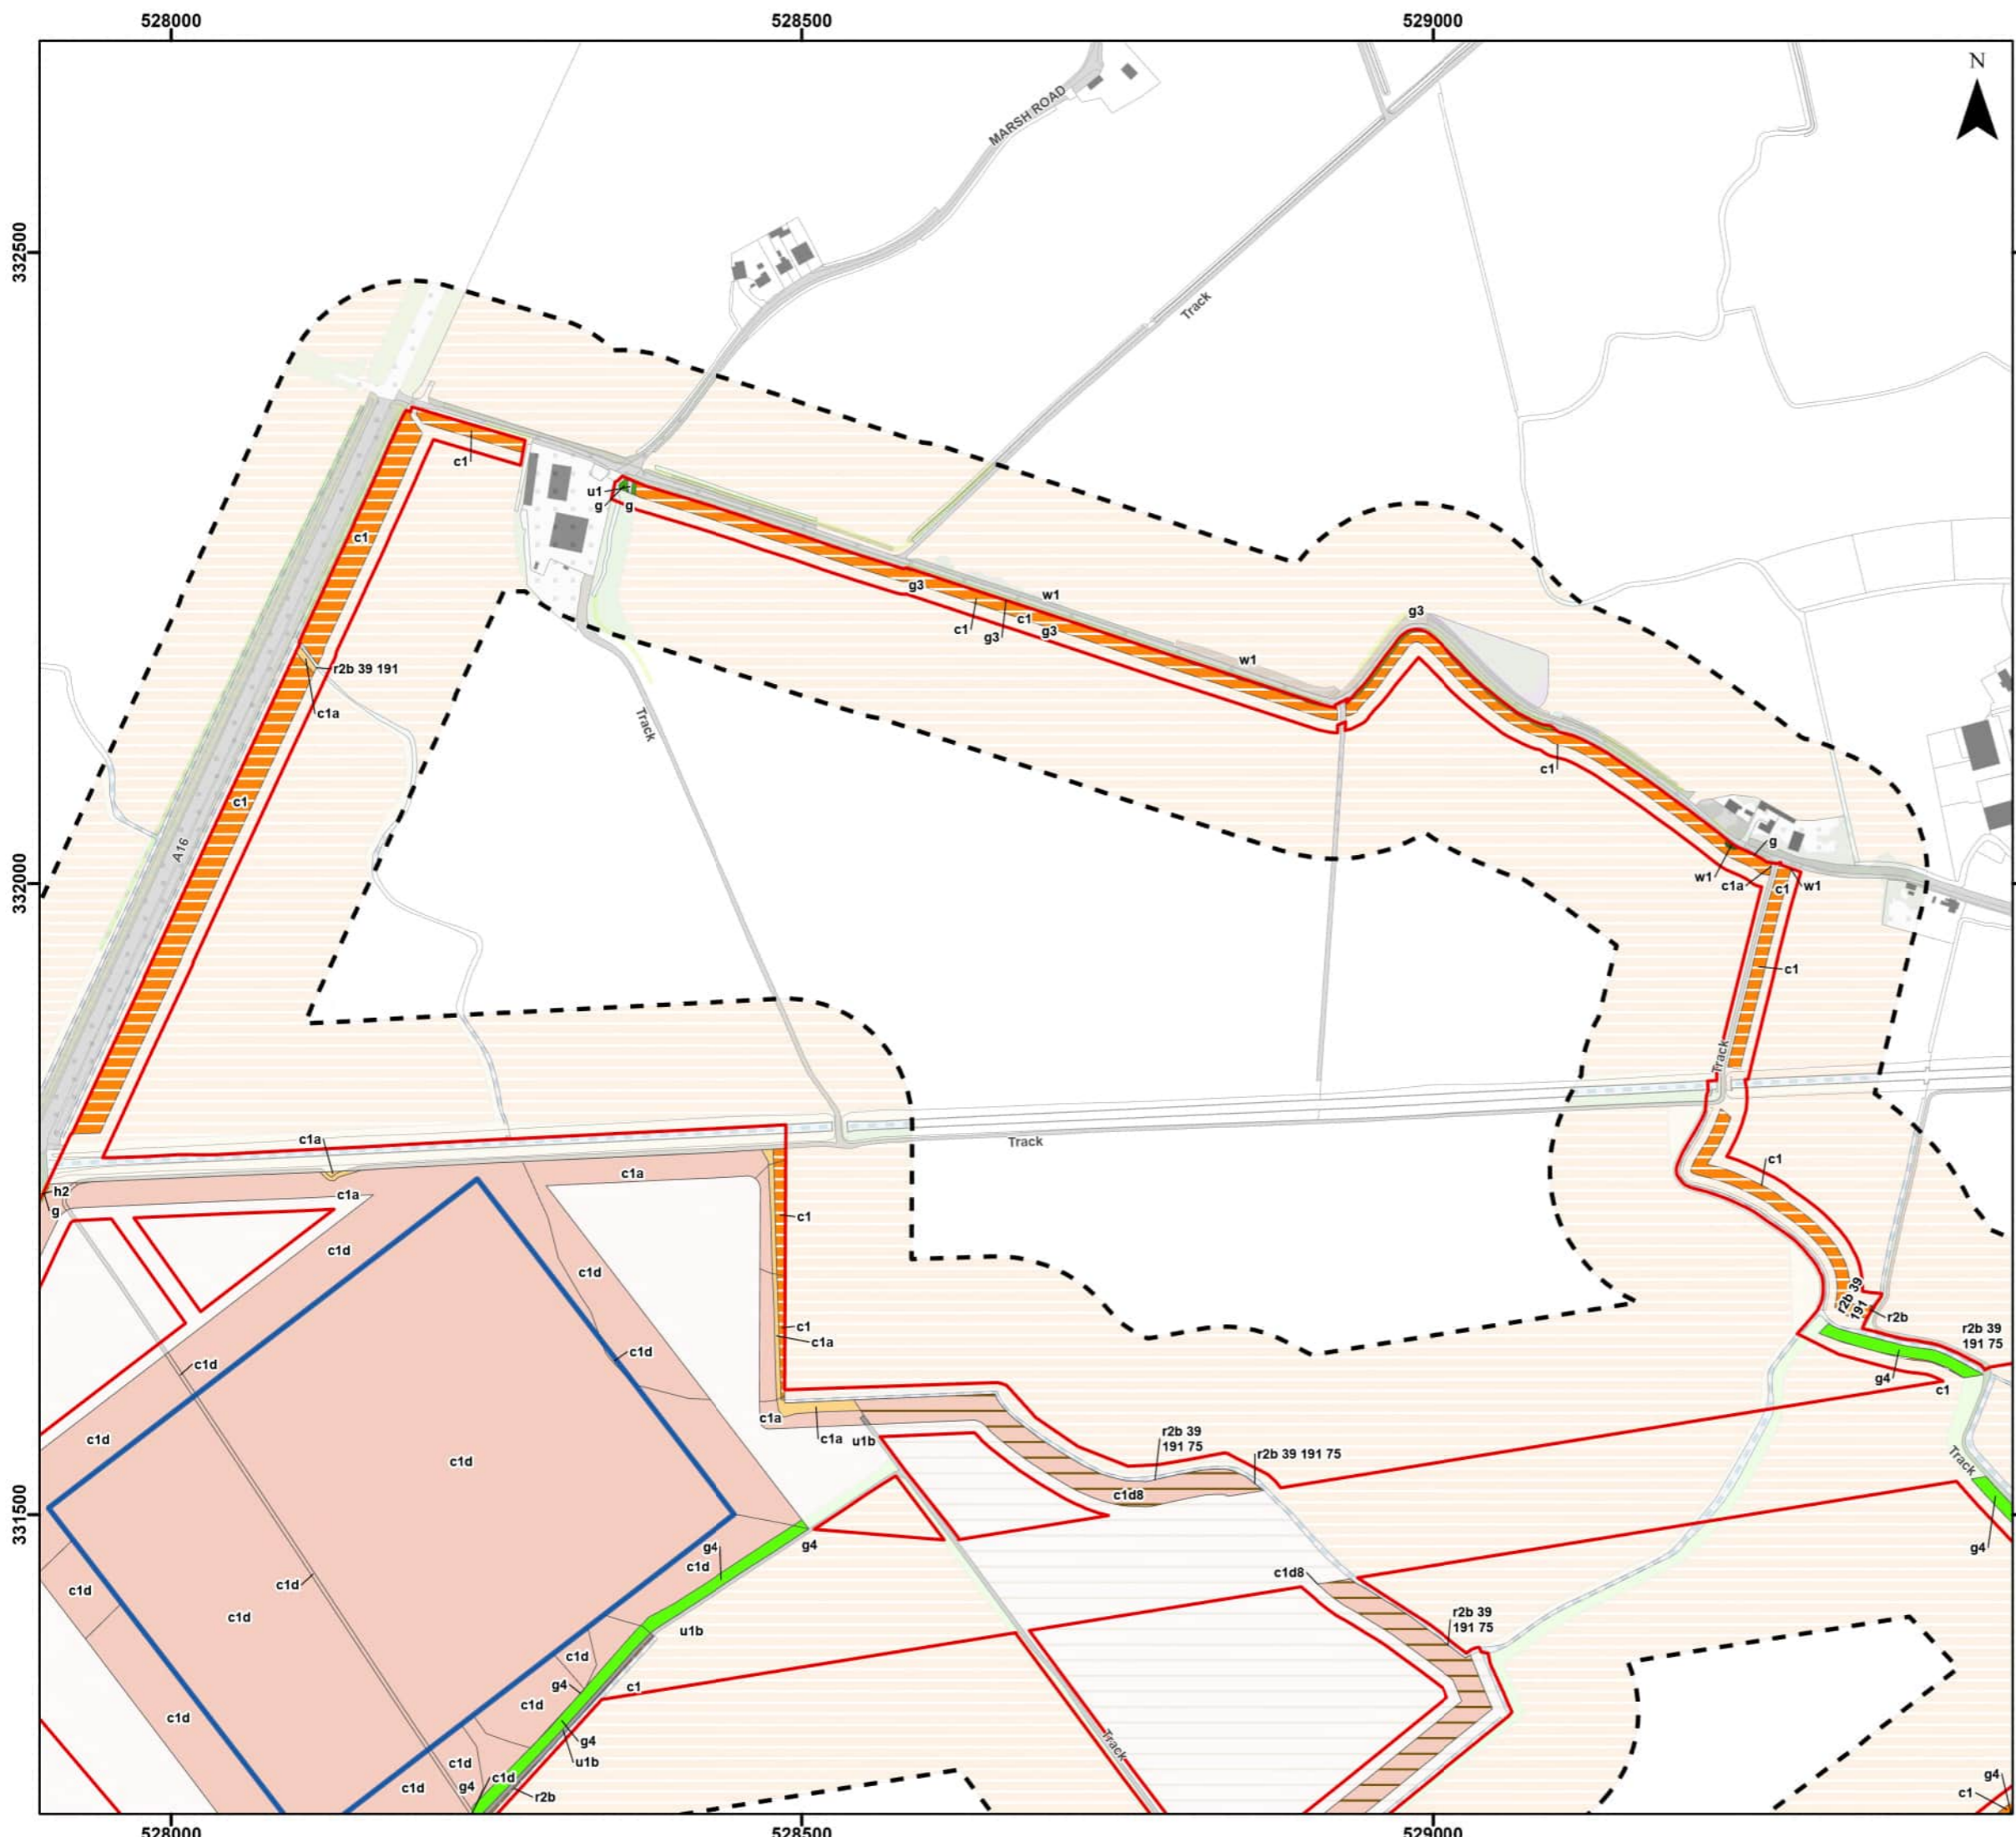 528000
528500
529000
N
MARSH ROAD
332500
Track
c1
u1
g
g
c1
g3
w1
c1
g3
c1
g3
g3
w1
r2b 39 191
c1a
Track
c1
c1
A16
332000
g
w1
c1a
c1
w1
c1
Track
c1a
Track
c1
h2
g
c1a
c1a
c1
c1d
c1d
r2b 39
191
r2b
c1
c1a
r2b 39
191 75
c1d
c1d
g4
c1
c1a
c1a
u1b
c1d
c1d
r2b 39
191 75
r2b 39 191 75
Track
c1d8
331500
g4
g4
g4
c1d
c1d8
c1d
c1d
c1d
r2b 39
191 75
u1b
c1d
g4
c1
c1d
c1d
g4
u1b
Track
c1d
c1d
g4
c1d
r2b
g4
c1
528000
528500
529000